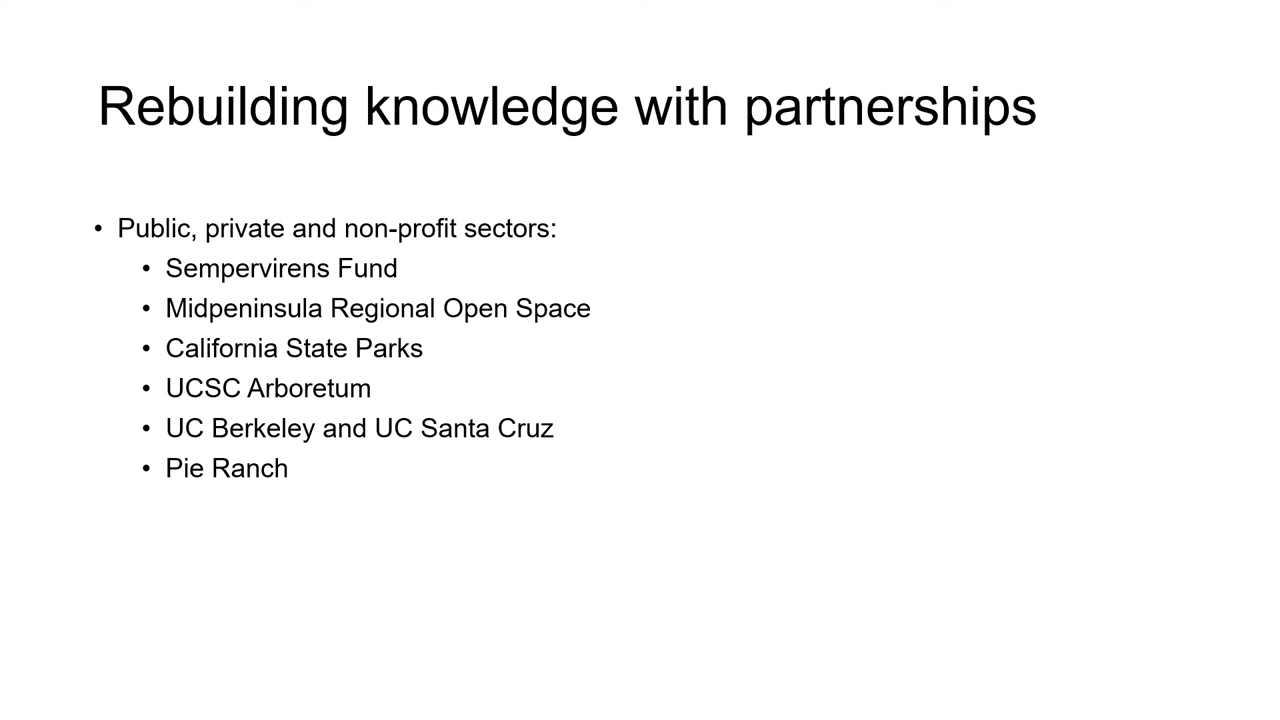 Rebuilding knowledge with partnerships
• Public, private and non-profit sectors:
• Sempervirens Fund
• Midpeninsula Regional Open Space
• California State Parks
• UCSC Arboretum
• UC Berkeley and UC Santa Cruz
• Pie Ranch